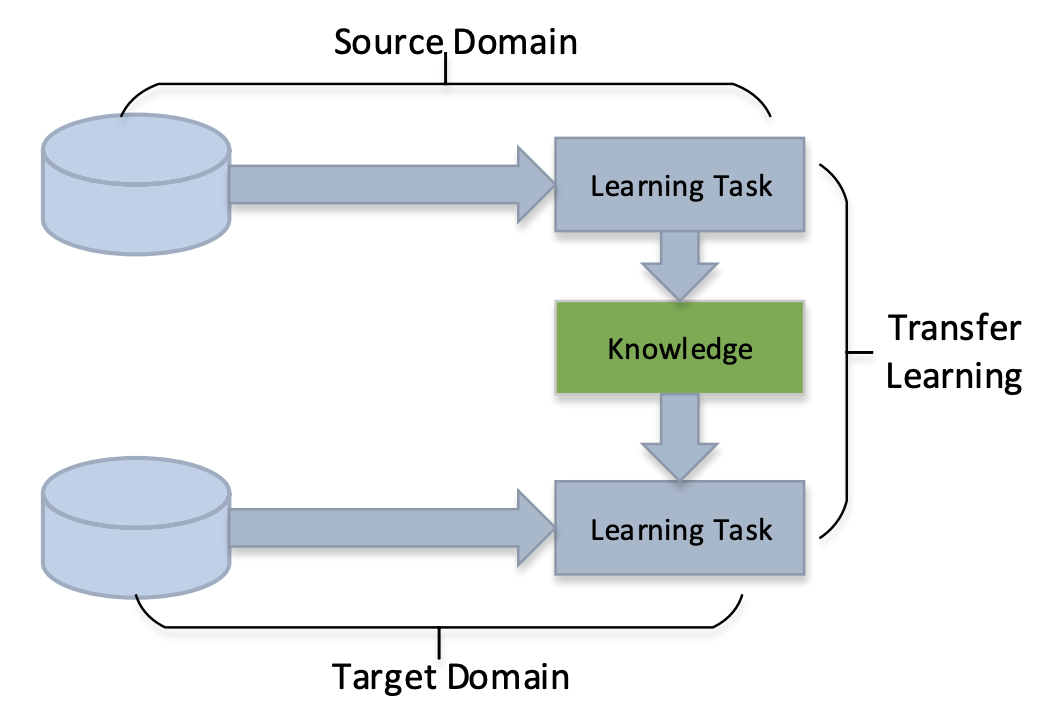 Source Domain
Learning Task
Knowledge
Transfer
Learning
Learning Task
Target Domain